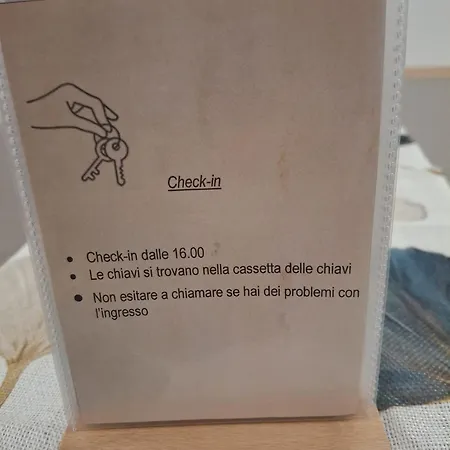 Check-in
Check-in dalle 16.00
Le chiavi si trovano nella cassetta delle chiavi
Non esitare a chiamare se hai dei problemi con
l'ingresso